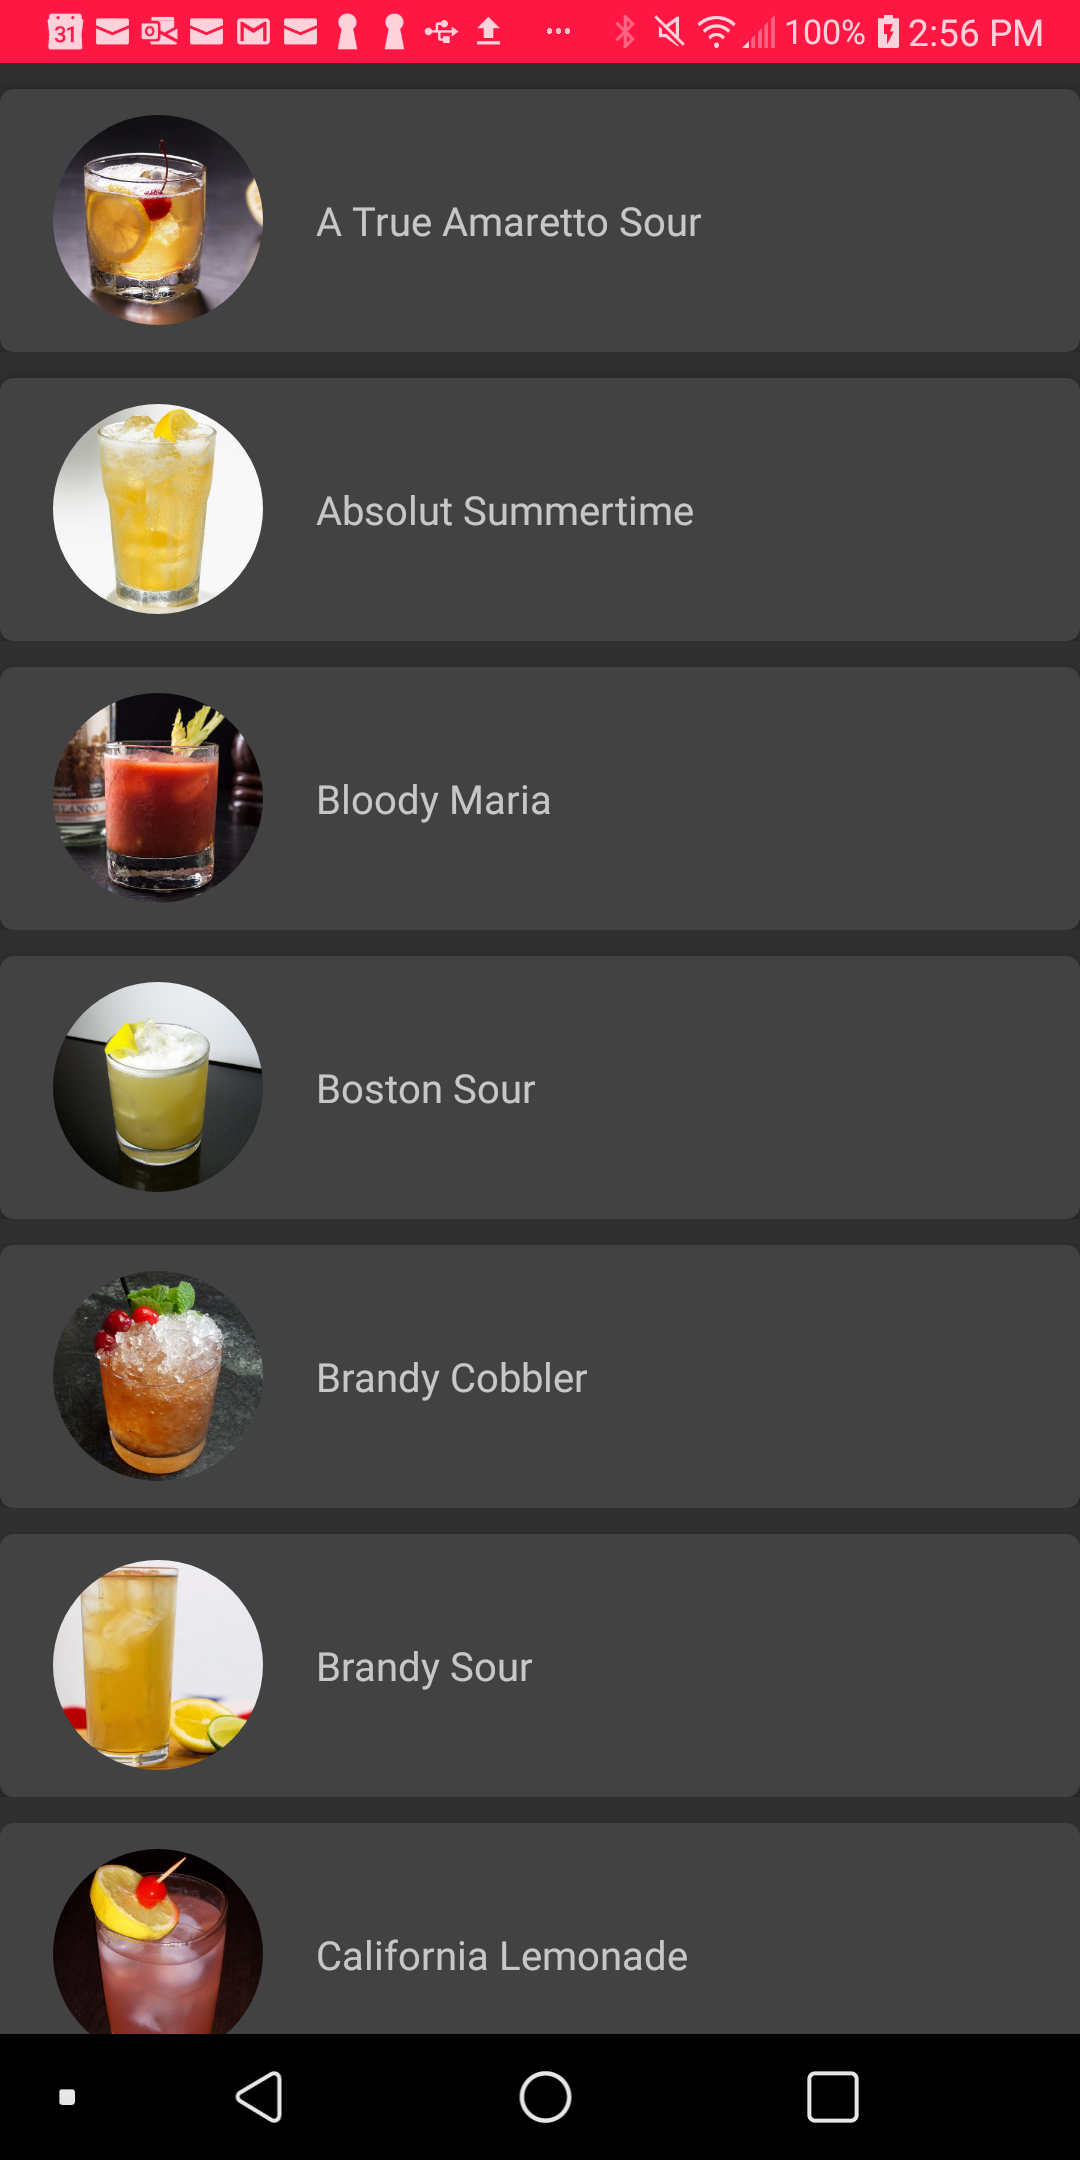 31 100% 2:56 PM
A True Amaretto Sour
Absolut Summertime
Bloody Maria
Boston Sour
Brandy Cobbler
Brandy Sour
California Lemonade